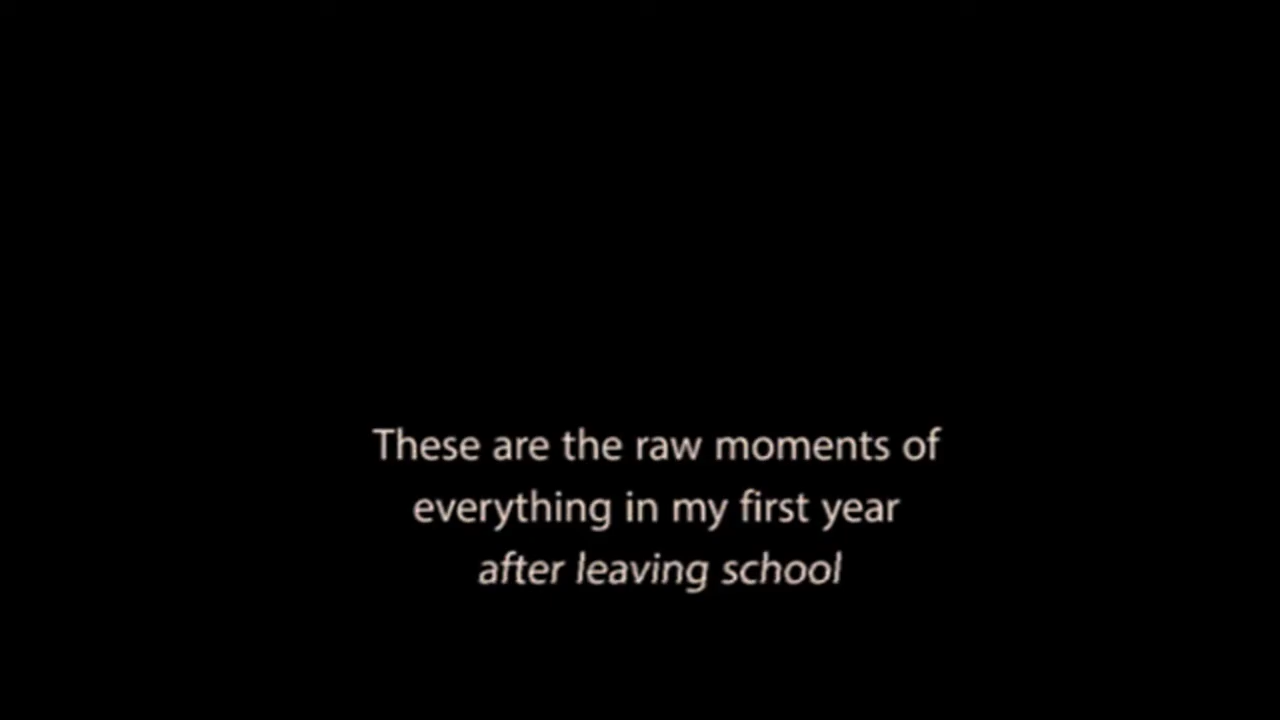 These are the raw moments of
everything in my first year
after leaving school